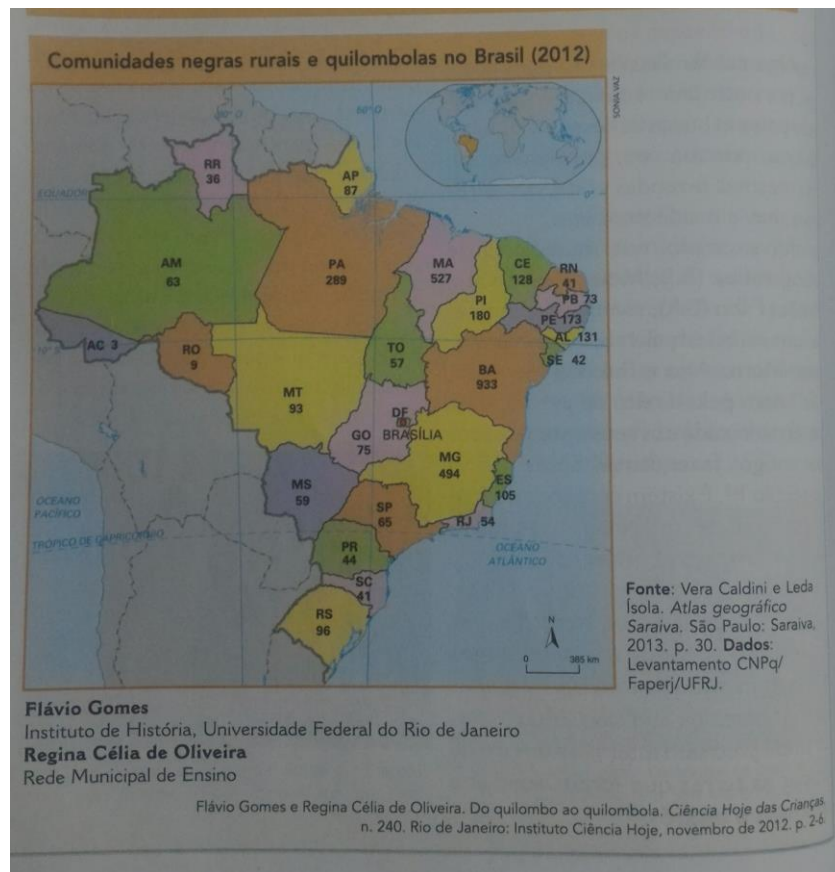 Comunidades negras rurais e quilombolas no Brasil (2012)
SONIA VAZ
60° O
EQUADOR
0°
RR
36
AP
87
AM
63
PA
289
MA
527
CE
128
RN
41
PB 73
PI
180
PE 173
AL 131
SE 42
AC 3
RO
9
TO
57
BA
933
MT
93
DF
BRASÍLIA
GO
75
MG
494
ES
105
MS
59
SP
65
RJ 54
OCEANO
PACÍFICO
TRÓPICO DE CAPRICÓRNIO
PR
44
OCEANO
ATLÂNTICO
SC
41
RS
96
N
0 365 km
Fonte: Vera Caldini e Leda
Ísola. Atlas geográfico
Saraiva. São Paulo: Saraiva,
2013. p. 30. Dados:
Levantamento CNPq/
Faperj/UFRJ.
Flávio Gomes
Instituto de História, Universidade Federal do Rio de Janeiro
Regina Célia de Oliveira
Rede Municipal de Ensino
Flávio Gomes e Regina Célia de Oliveira. Do quilombo ao quilombola. Ciência Hoje das Crianças,
n. 240. Rio de Janeiro: Instituto Ciência Hoje, novembro de 2012. p. 2-6.